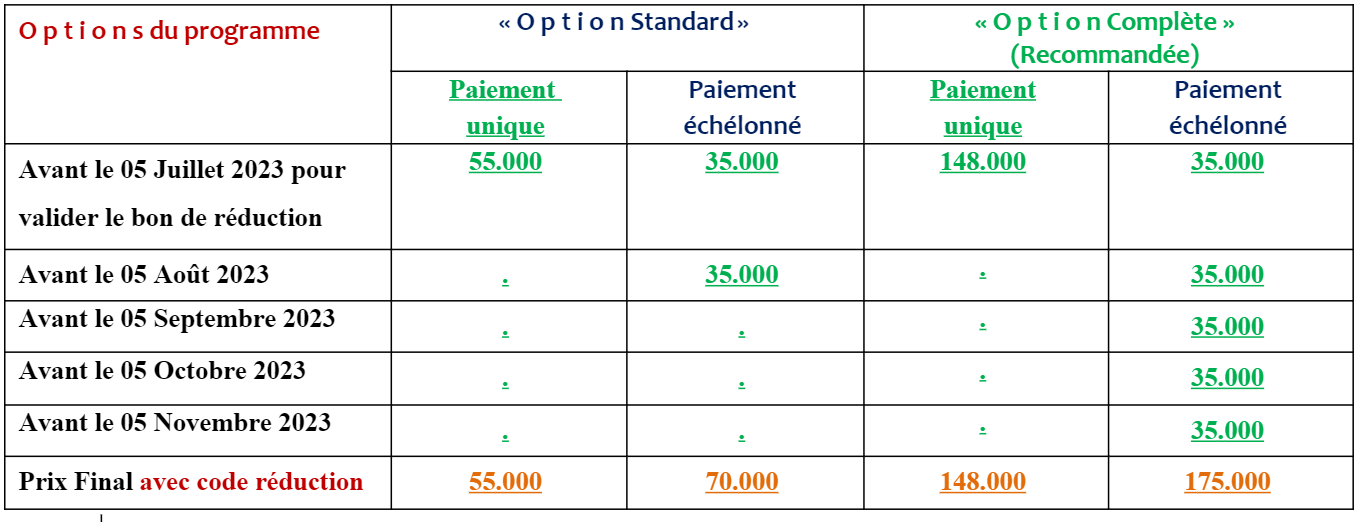 O p t i o n s du programme
« O p t i o n Standard»
« O p t i o n Complète »
(Recommandée)
Paiement
unique
Paiement
échélonné
Paiement
unique
Paiement
échélonné
Avant le 05 Juillet 2023 pour
valider le bon de réduction
55.000
35.000
148.000
35.000
Avant le 05 Août 2023
.
35.000
.
35.000
Avant le 05 Septembre 2023
.
.
.
35.000
Avant le 05 Octobre 2023
.
.
.
35.000
Avant le 05 Novembre 2023
.
.
.
35.000
Prix Final avec code réduction
55.000
70.000
148.000
175.000